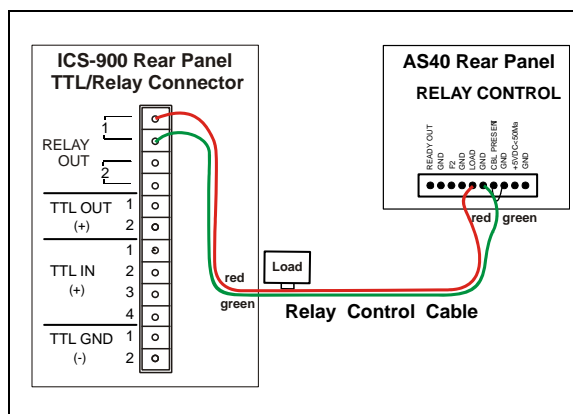 ICS-900 Rear Panel
TTL/Relay Connector
1
RELAY
OUT
2
TTL OUT
(+)
1
2
TTL IN
(+)
1
2
3
4
TTL GND
(-)
1
2
AS40 Rear Panel
RELAY CONTROL
READY OUT
GND
F2
GND
LOAD
GND
CBL PRESEN
GND
+5VDC<50Ma
GND
red green
Load
red
green
Relay Control Cable